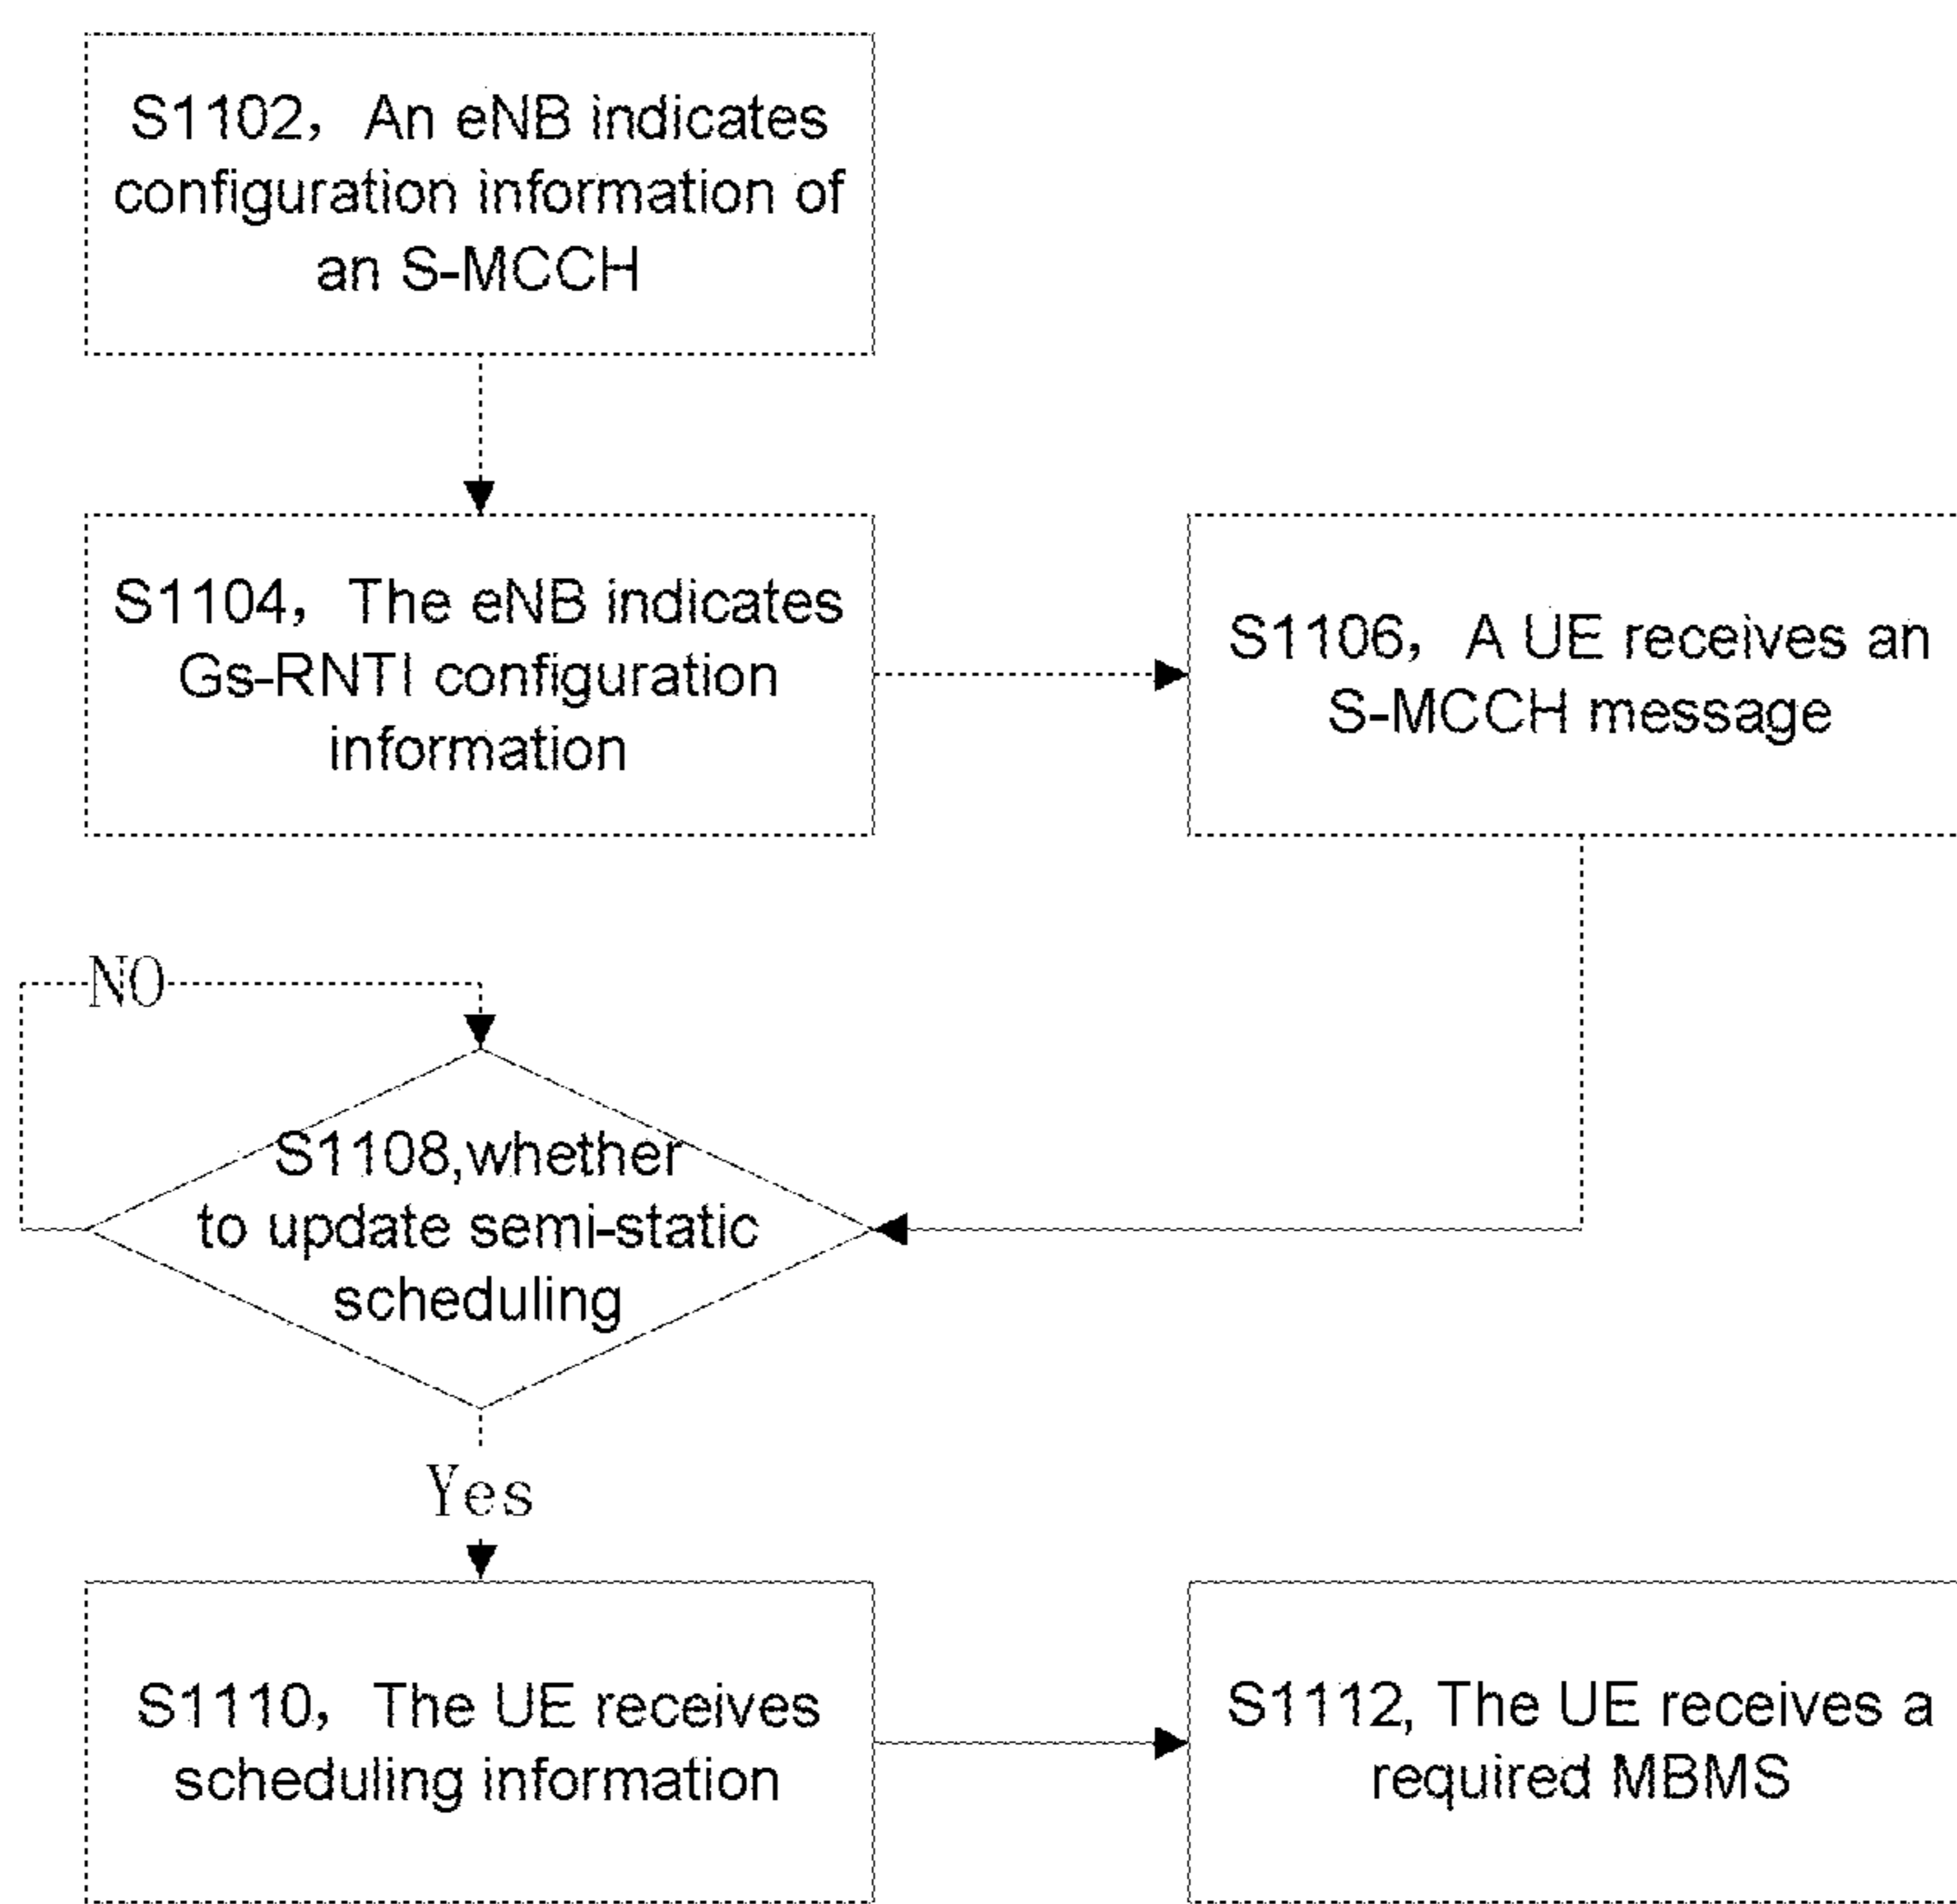 S1102, An eNB indicates
configuration information of
an S-MCCH
S1104, The eNB indicates
Gs-RNTI configuration
information
S1106, A UE receives an
S-MCCH message
NO
S1108,whether
to update semi-static
scheduling
Yes
S1110, The UE receives
scheduling information
S1112, The UE receives a
required MBMS